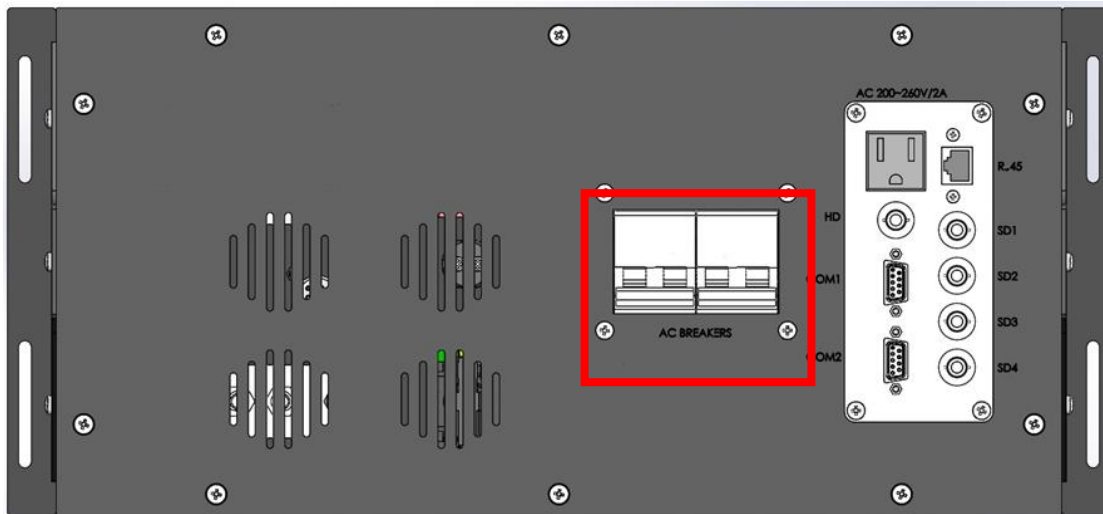 AC 200~260V/2A
RJ45
HD
SD1
COM1
SD2
AC BREAKERS
SD3
COM2
SD4